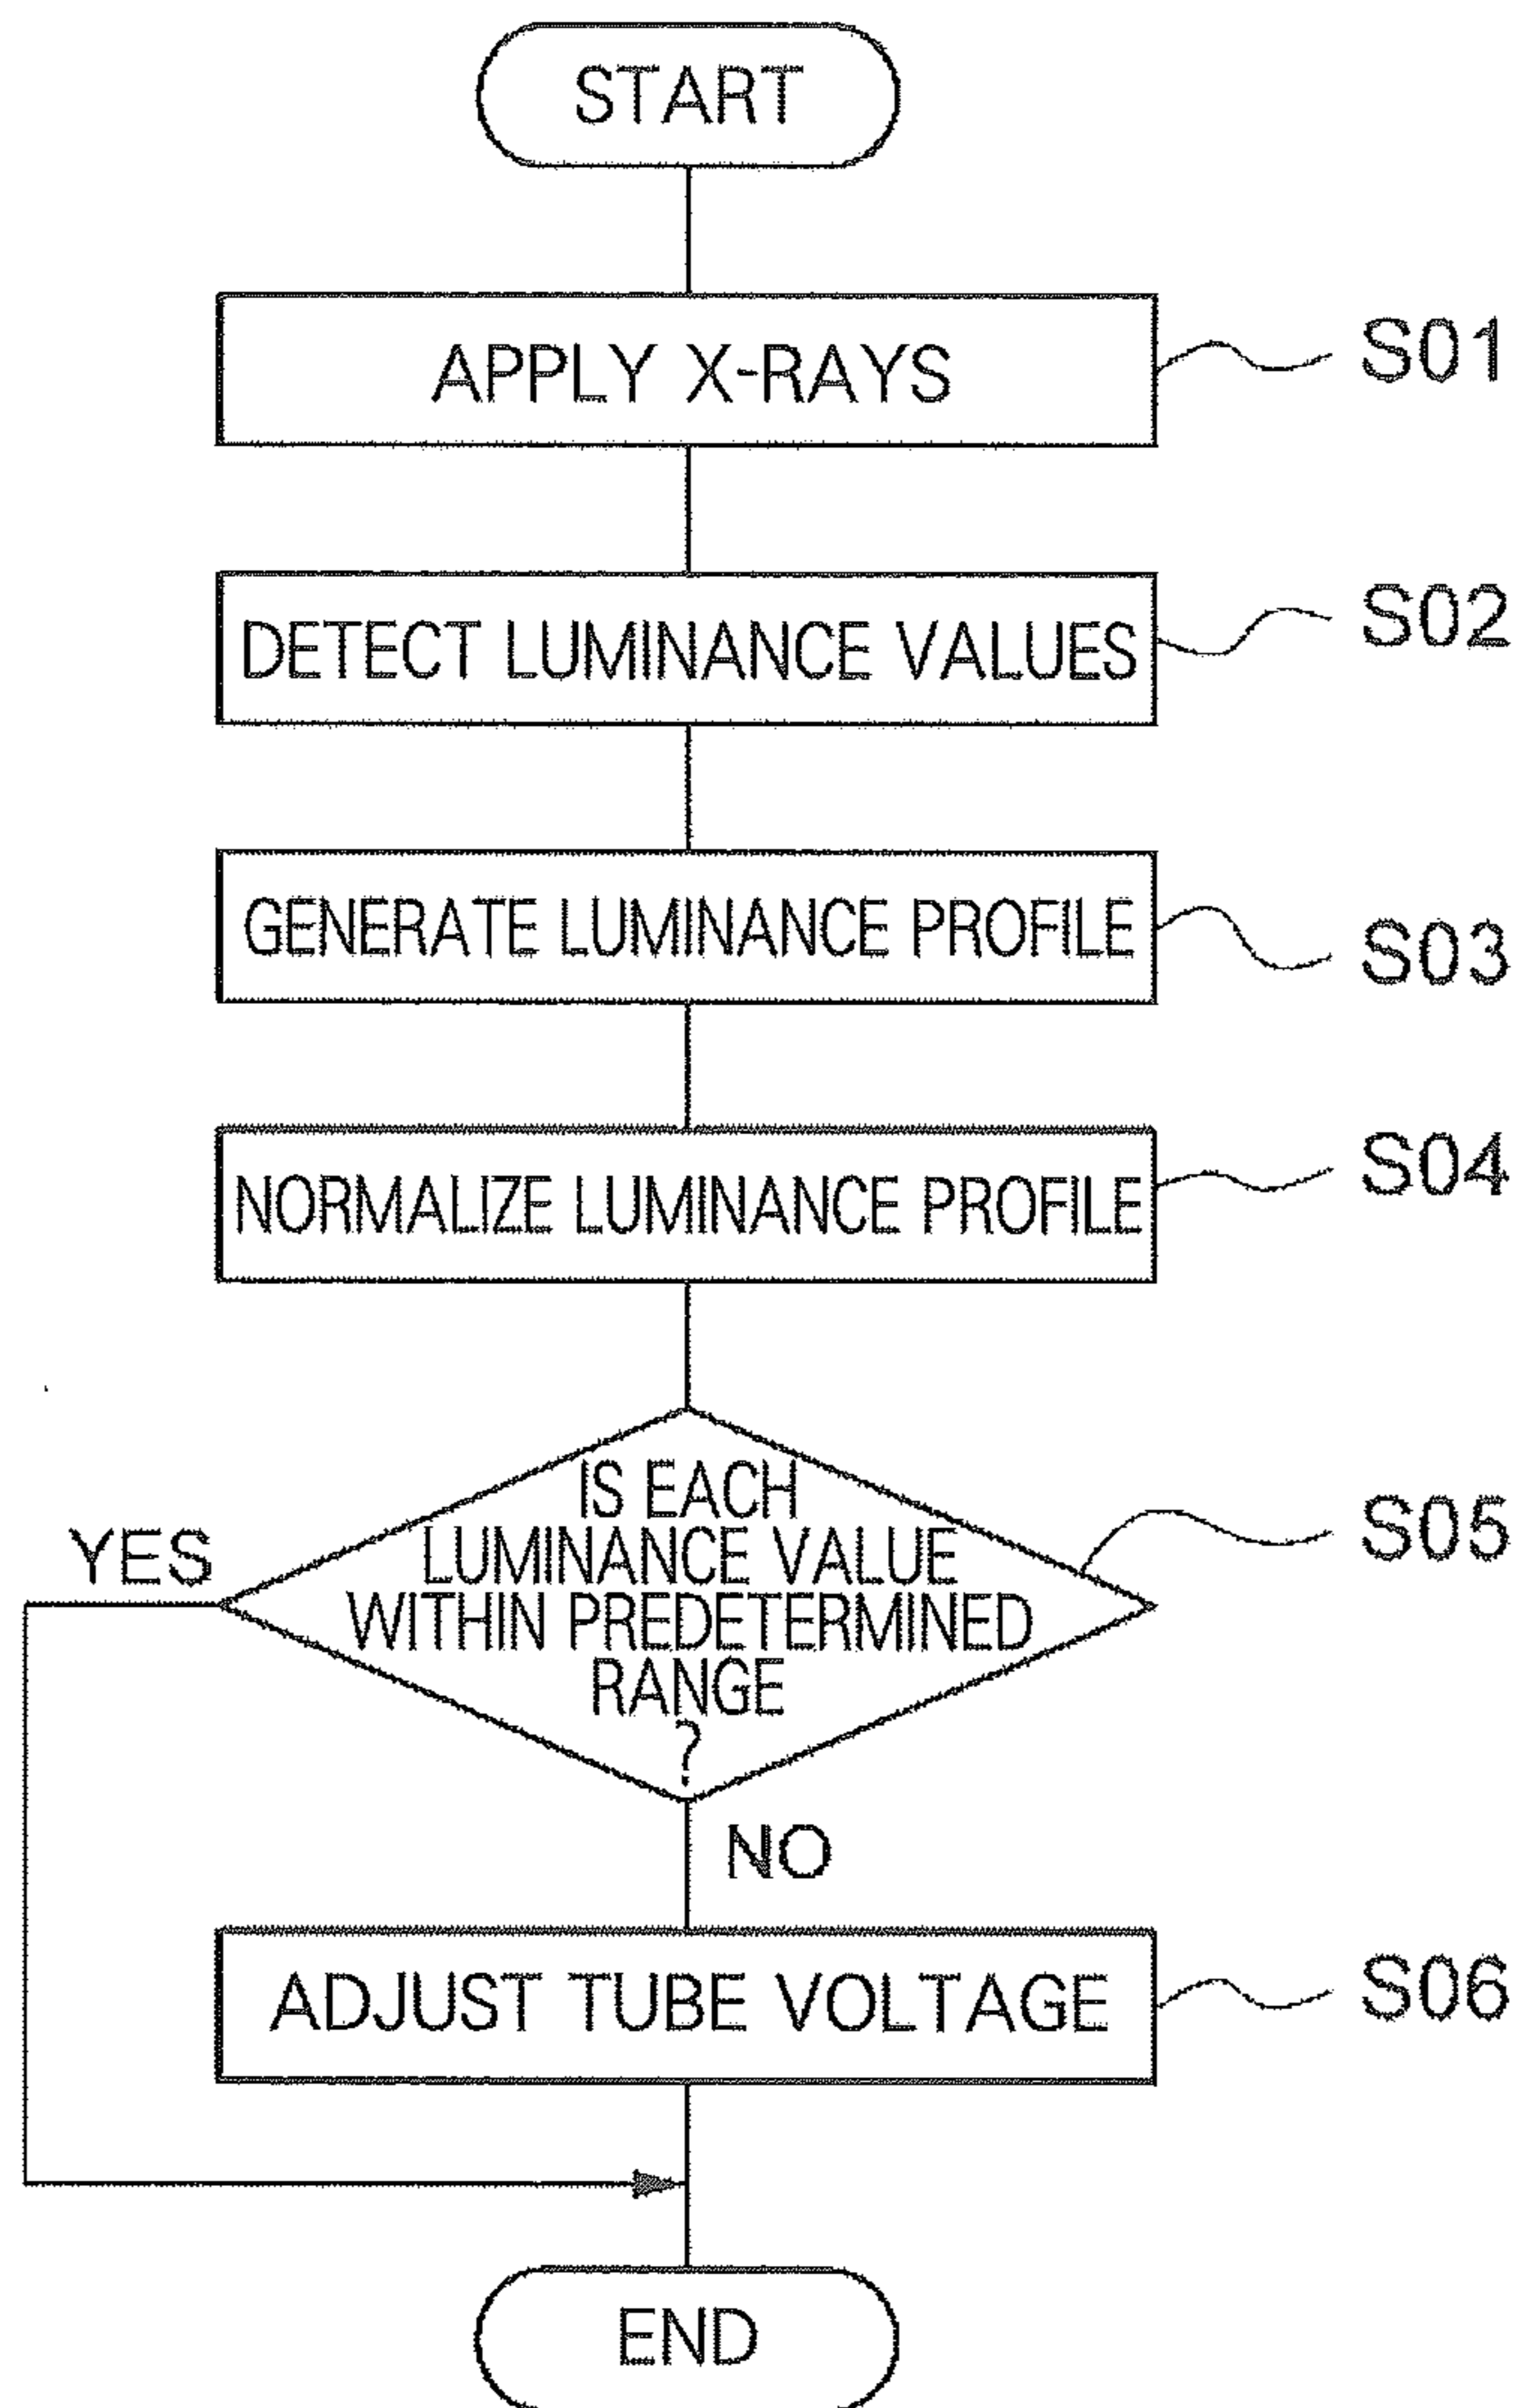 START
APPLY X-RAYS
S01
DETECT LUMINANCE VALUES
S02
GENERATE LUMINANCE PROFILE
S03
NORMALIZE LUMINANCE PROFILE
S04
IS EACH
LUMINANCE VALUE
WITHIN PREDETERMINED
RANGE
?
S05
YES
NO
ADJUST TUBE VOLTAGE
S06
END